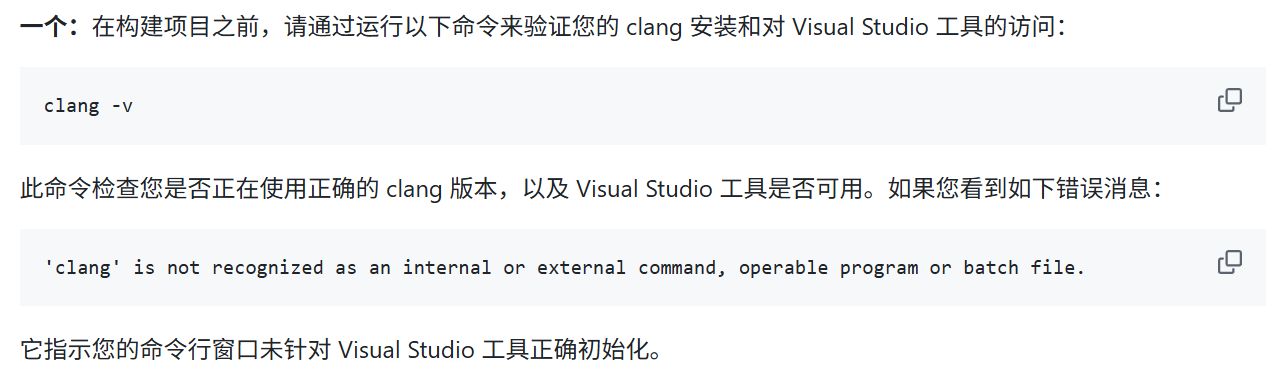 一个：在构建项目之前，请通过运行以下命令来验证您的 clang 安装和对 Visual Studio 工具的访问：
clang -v
此命令检查您是否正在使用正确的 clang 版本，以及 Visual Studio 工具是否可用。如果您看到如下错误消息：
'clang' is not recognized as an internal or external command, operable program or batch file.
它指示您的命令行窗口未针对 Visual Studio 工具正确初始化。